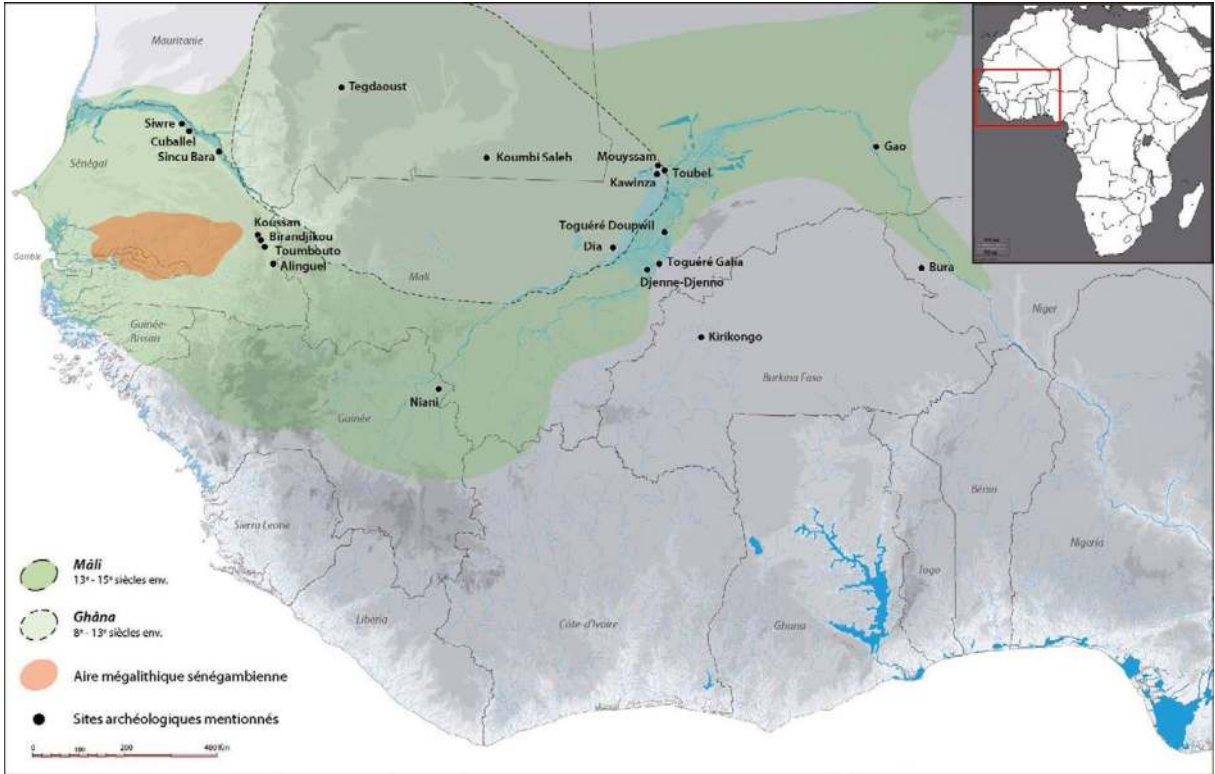 Mauritanie
Tegdaoust
Siwre
Cuballel
Sincu Bara
Sénégal
Koumbi Saleh
Mouyssam
Toubel
Kawinza
Gao
Koussan
Birandjikou
Toumbouto
Alinguel
Gambie
Mali
Toguéré Doupwil
Dia
Toguéré Galia
Djenne-Djenno
Bura
Niger
Guinée-
Bissau
Kirikongo
Burkina Faso
Niani
Guinée
Bénin
Sierra Leone
Nigéria
Togo
Liberia
Côte-d'Ivoire
Ghana
Máli
13e - 15e siècles env.
Ghâna
8e - 13e siècles env.
Aire mégalithique sénégambienne
Sites archéologiques mentionnés
0 100 200 400 Km